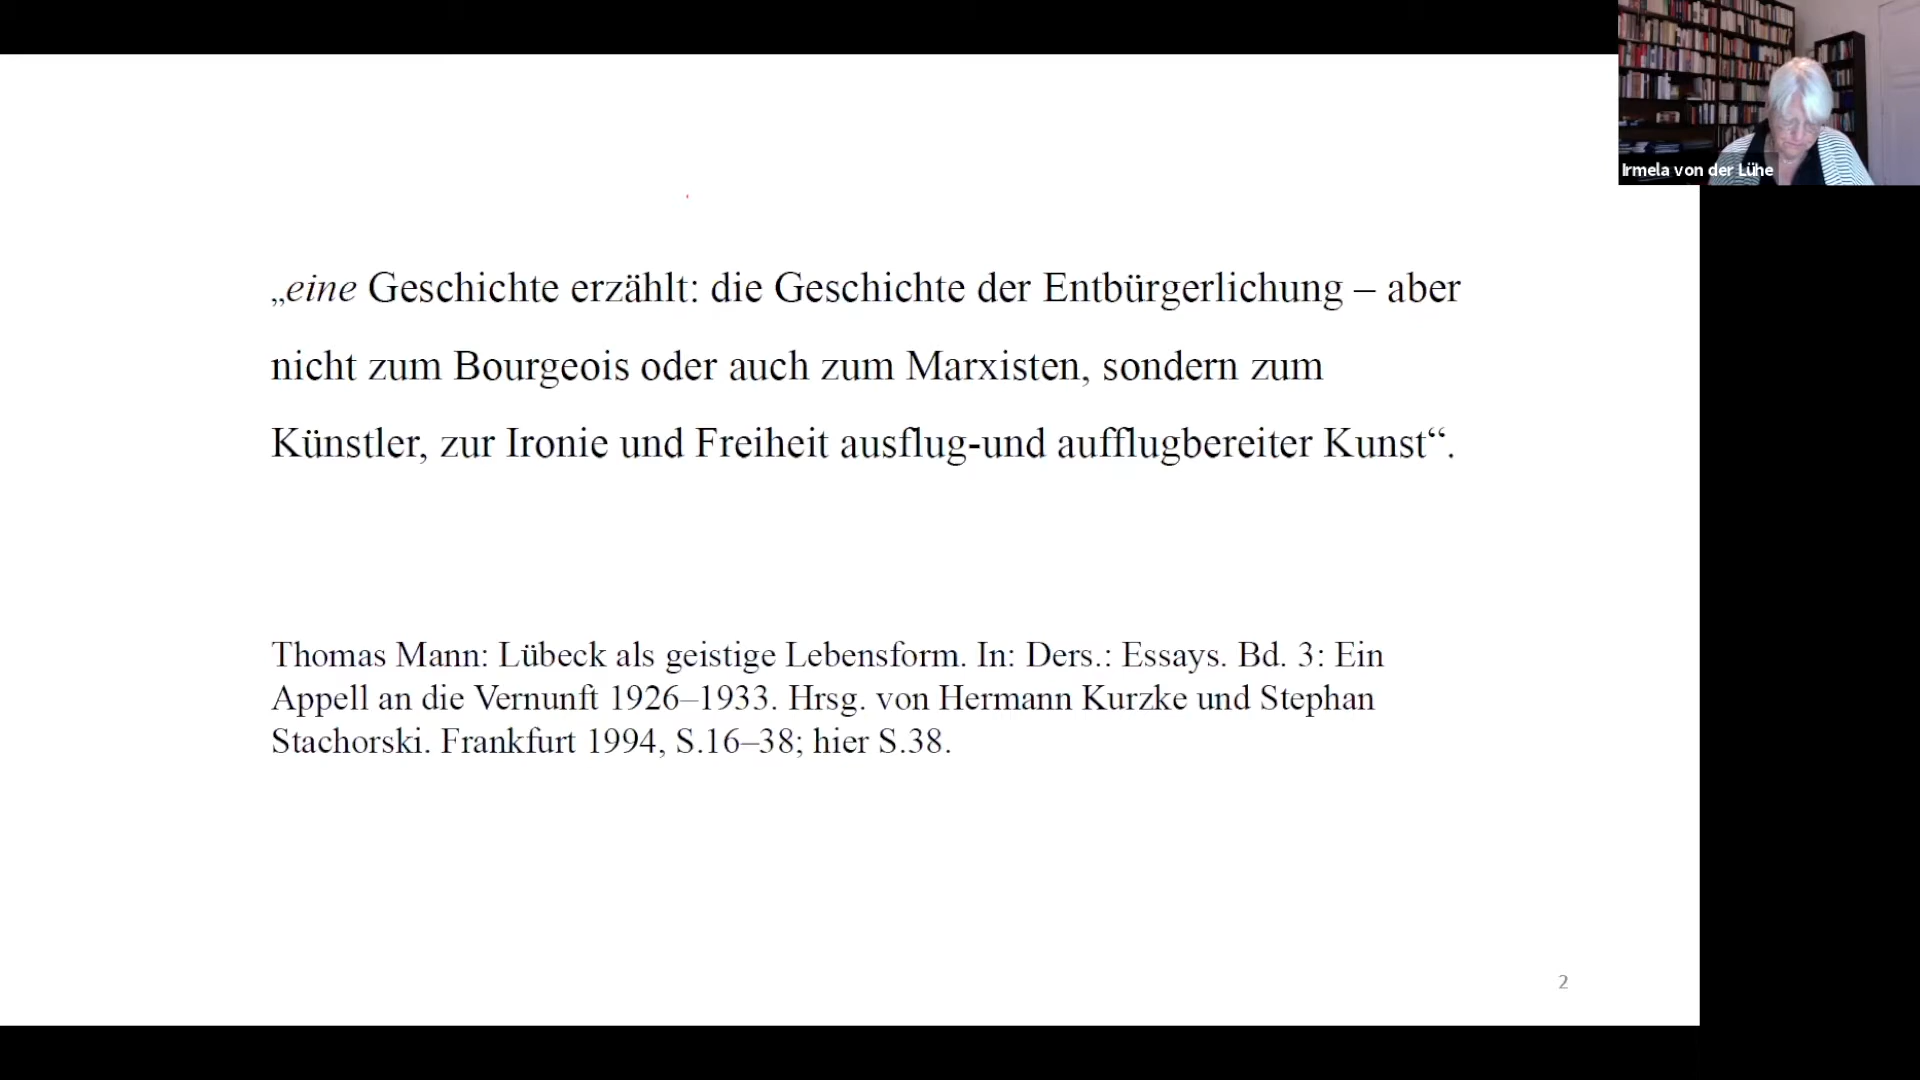 Irmela von der Lühe
„eine Geschichte erzählt: die Geschichte der Entbürgerlichung – aber
nicht zum Bourgeois oder auch zum Marxisten, sondern zum
Künstler, zur Ironie und Freiheit ausflug-und aufflugbereiter Kunst“.
Thomas Mann: Lübeck als geistige Lebensform. In: Ders.: Essays. Bd. 3: Ein
Appell an die Vernunft 1926–1933. Hrsg. von Hermann Kurzke und Stephan
Stachorski. Frankfurt 1994, S.16–38; hier S.38.
2